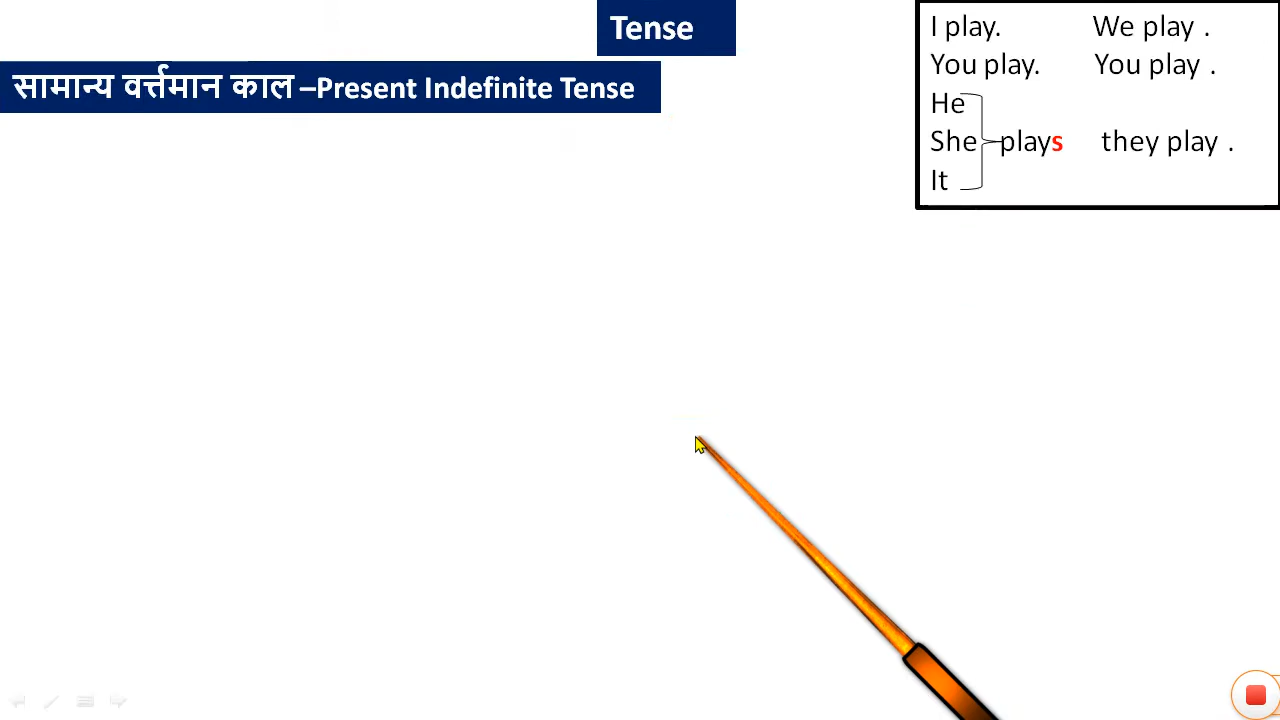 Tense
सामान्य वर्त्तमान काल –Present Indefinite Tense
I play. We play .
You play. You play .
He
She plays they play .
It